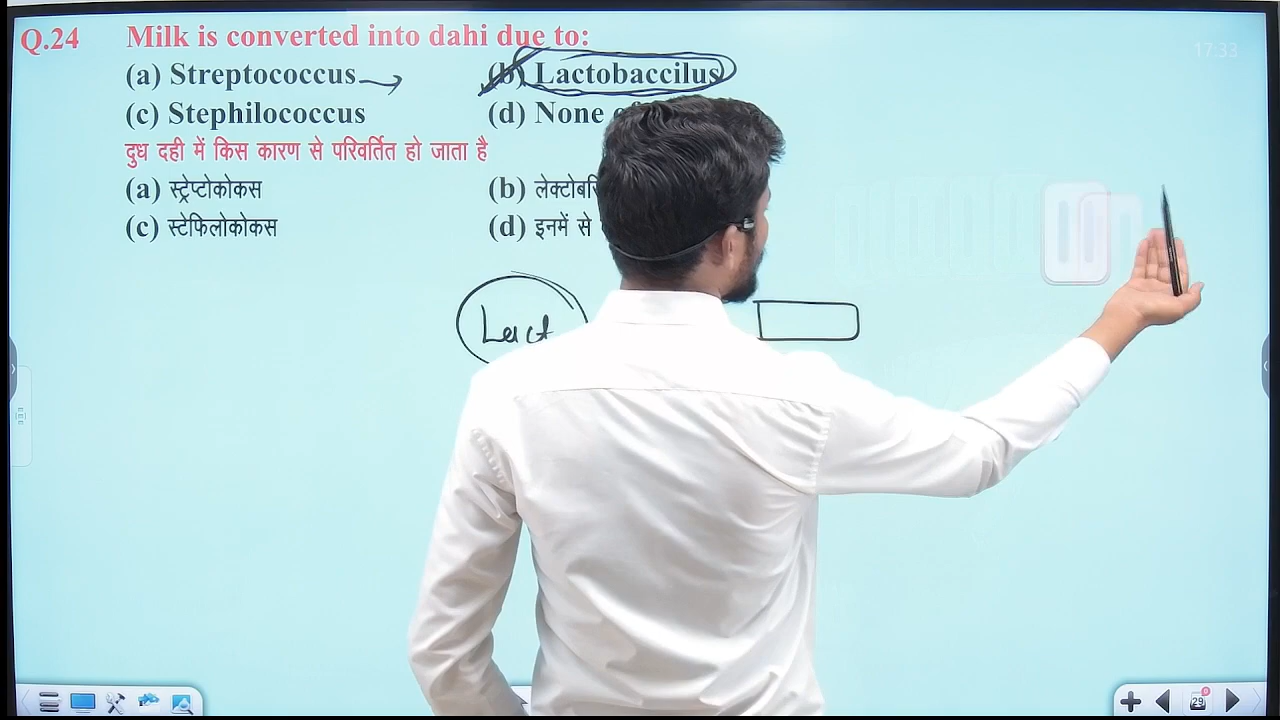 17:33
Q.24 Milk is converted into dahi due to:
(a) Streptococcus (b) Lactobaccilus
(c) Stephilococcus (d) None
दुध दही में किस कारण से परिवर्तित हो जाता है
(a) स्ट्रेप्टोकोकस (b)
(c) स्टेफिलोकोकस (d) इनमें से
Lact
29